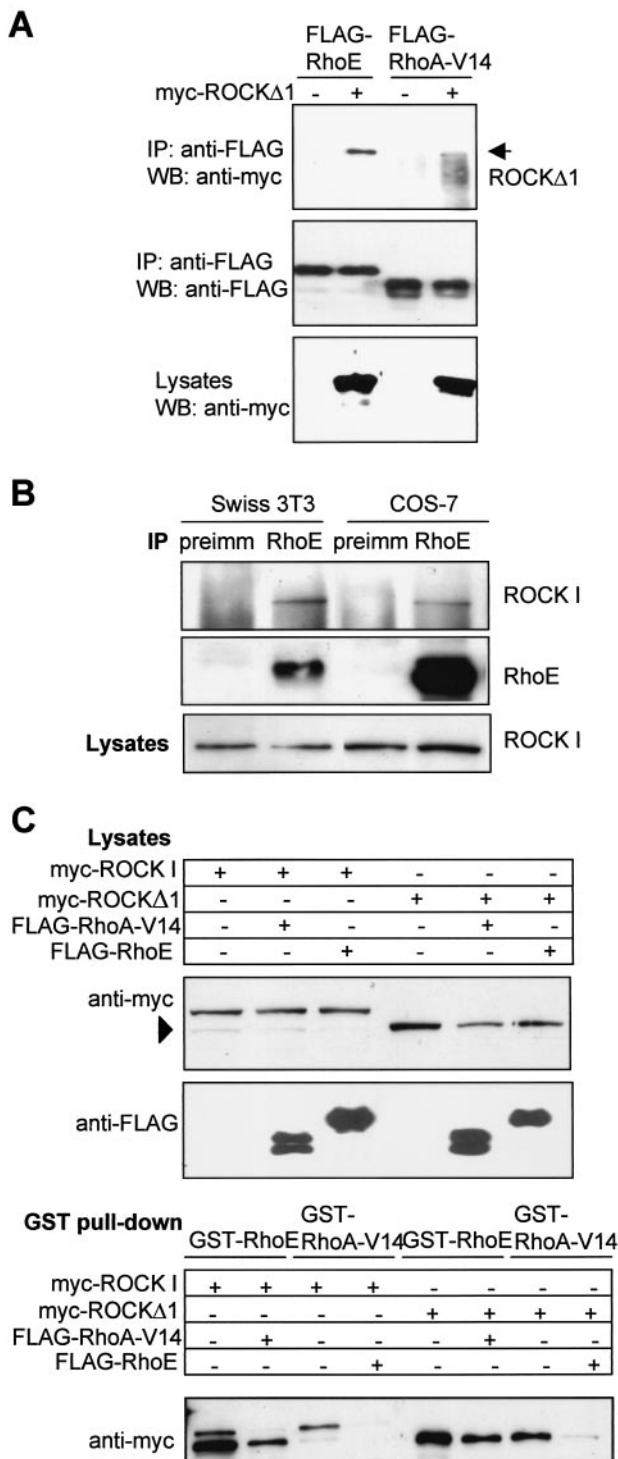 A
FLAG-RhoE FLAG-RhoA-V14
myc-ROCKΔ1 - + - +
IP: anti-FLAG
WB: anti-myc
ROCKΔ1
IP: anti-FLAG
WB: anti-FLAG
Lysates
WB: anti-myc
B
Swiss 3T3 COS-7
IP preimm RhoE preimm RhoE
ROCK I
RhoE
Lysates ROCK I
C
Lysates
myc-ROCK I + + + - - -
myc-ROCKΔ1 - - - + + +
FLAG-RhoA-V14 - + - - + -
FLAG-RhoE - - + - - +
anti-myc
anti-FLAG
GST pull-down
GST-RhoE GST-RhoA-V14 GST-RhoE GST-RhoA-V14
myc-ROCK I + + + + - - - -
myc-ROCKΔ1 - - - - + + + +
FLAG-RhoA-V14 - + - - - + - -
FLAG-RhoE - - - + - - - +
anti-myc